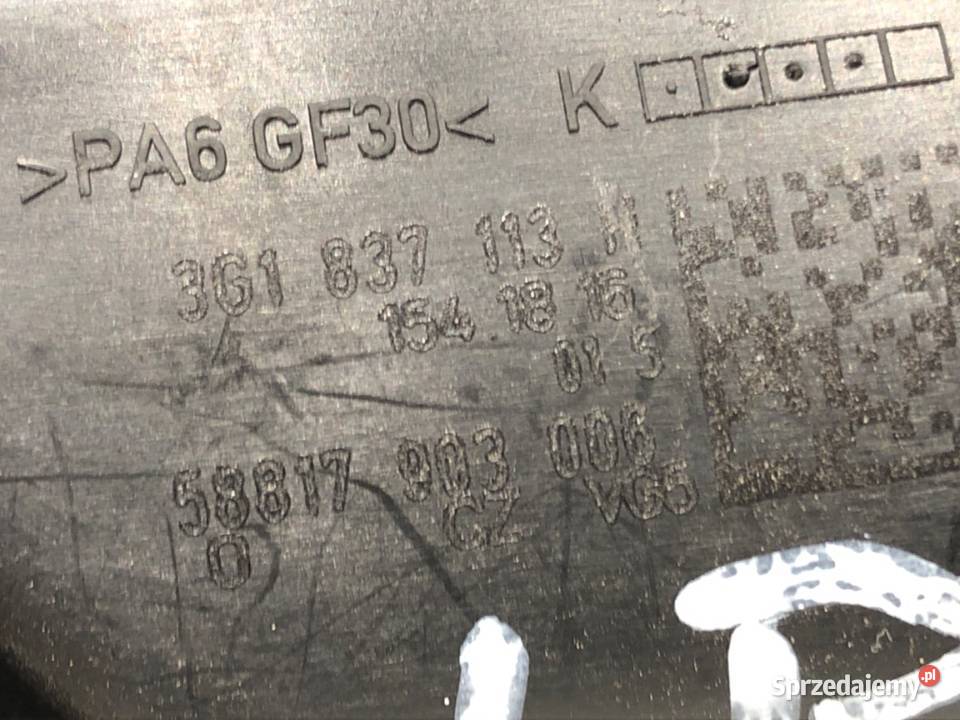 >PA6 GF30< K
3G1 837 113 H
154 18 16
01 5
58817 903 006
0 CZ VG5
Sprzedajemy.pl